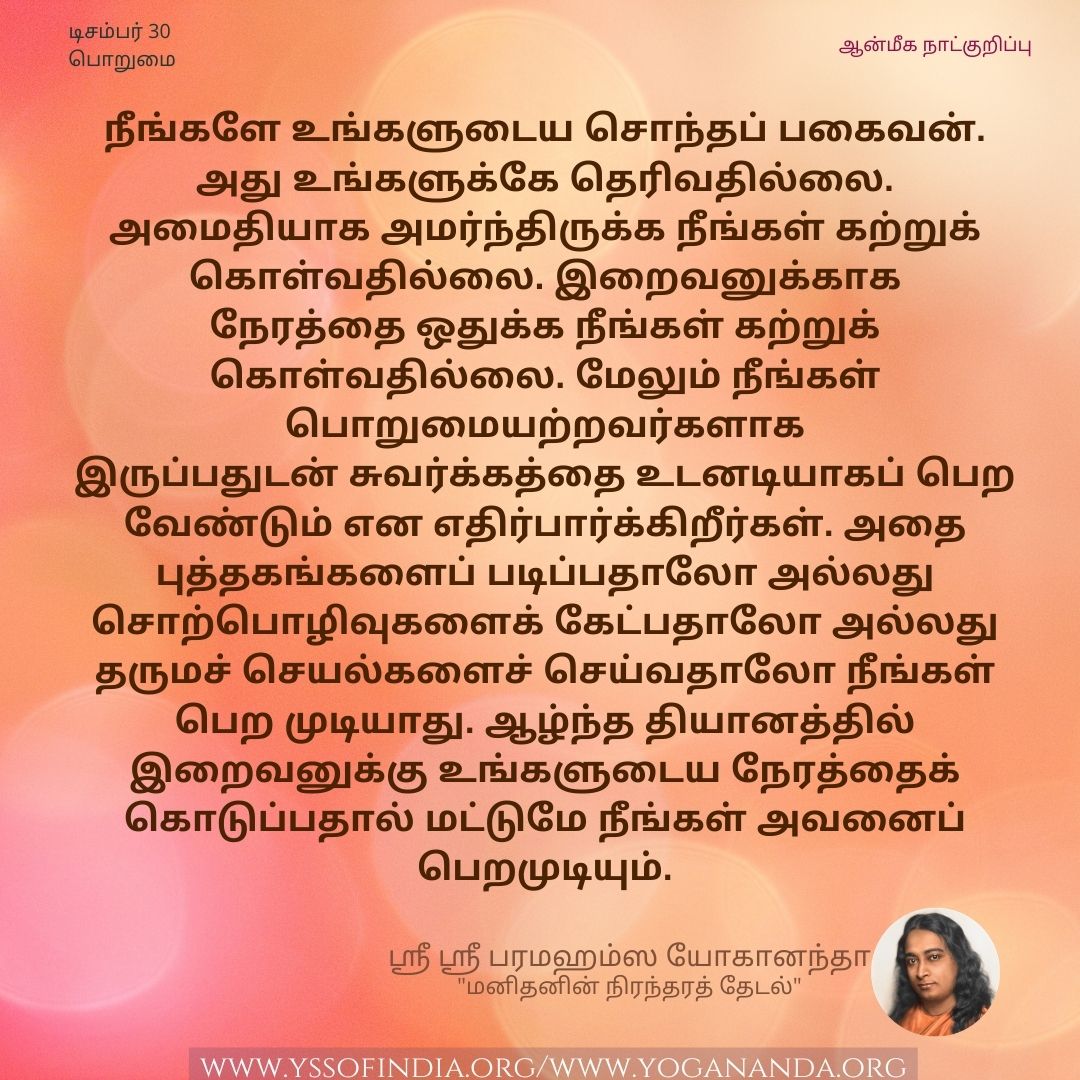 டிசம்பர் 30
பொறுமை
ஆன்மீக நாட்குறிப்பு
நீங்களே உங்களுடைய சொந்தப் பகைவன்.
அது உங்களுக்கே தெரிவதில்லை.
அமைதியாக அமர்ந்திருக்க நீங்கள் கற்றுக்
கொள்வதில்லை. இறைவனுக்காக
நேரத்தை ஒதுக்க நீங்கள் கற்றுக்
கொள்வதில்லை. மேலும் நீங்கள்
பொறுமையற்றவர்களாக
இருப்பதுடன் சுவர்க்கத்தை உடனடியாகப் பெற
வேண்டும் என எதிர்பார்க்கிறீர்கள். அதை
புத்தகங்களைப் படிப்பதாலோ அல்லது
சொற்பொழிவுகளைக் கேட்பதாலோ அல்லது
தருமச் செயல்களைச் செய்வதாலோ நீங்கள்
பெற முடியாது. ஆழ்ந்த தியானத்தில்
இறைவனுக்கு உங்களுடைய நேரத்தைக்
கொடுப்பதால் மட்டுமே நீங்கள் அவனைப்
பெறமுடியும்.
ஸ்ரீ ஸ்ரீ பரமஹம்ஸ யோகானந்தா
"மனிதனின் நிரந்தரத் தேடல்"
WWW.YSSOFINDIA.ORG/WWW.YOGANANDA.ORG